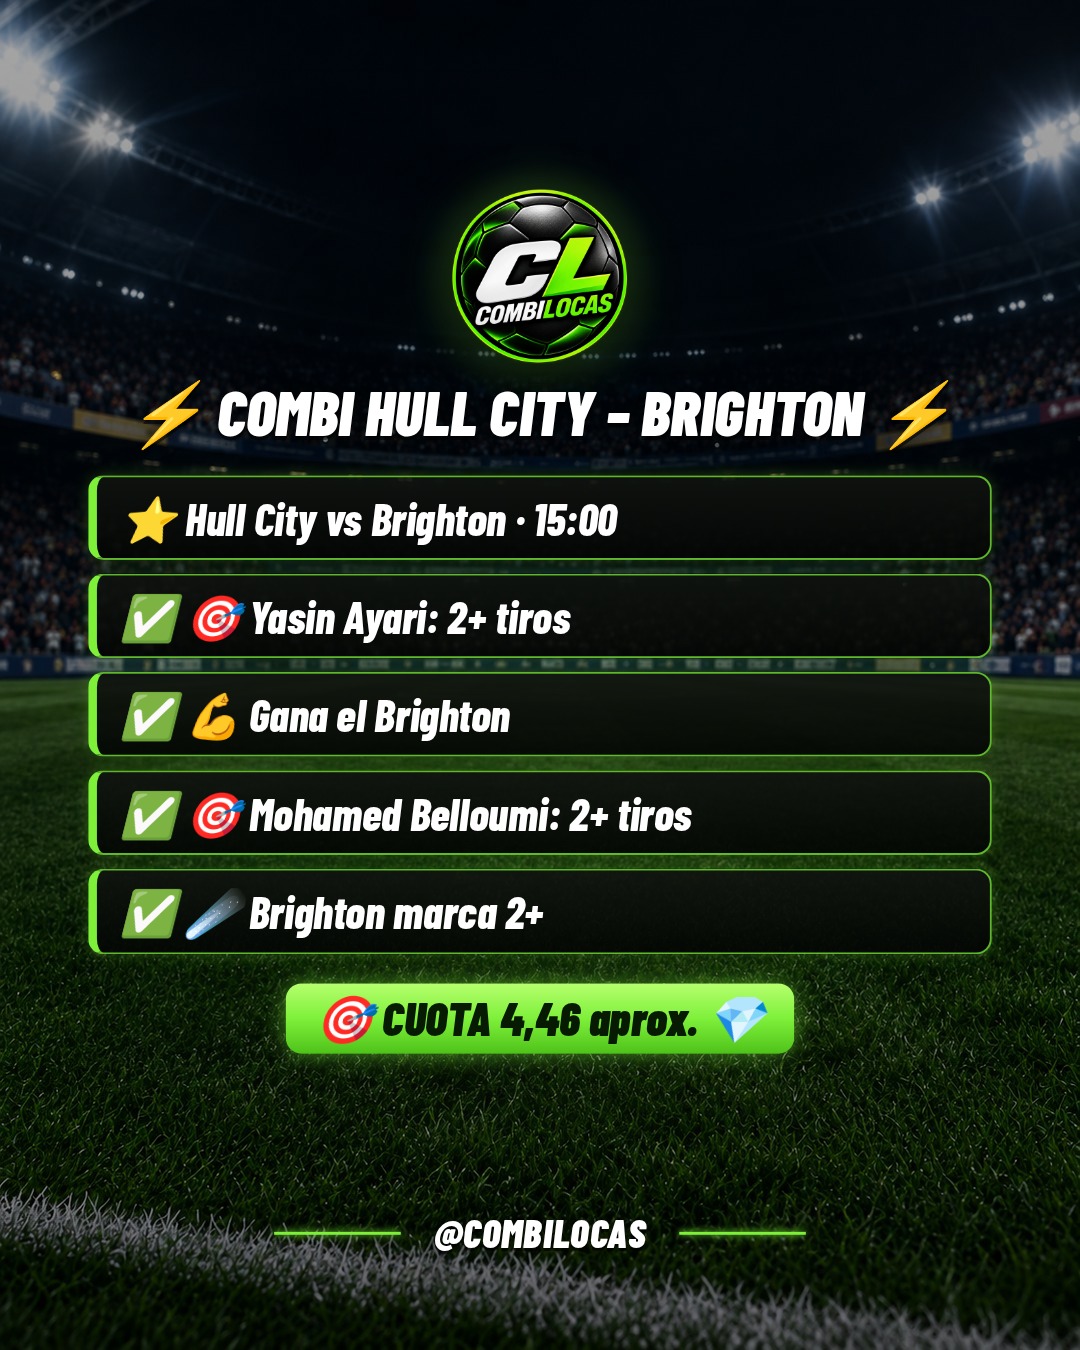 CL
COMBILOCAS
⚡ COMBI HULL CITY - BRIGHTON ⚡
⭐ Hull City vs Brighton · 15:00
✅ 🎯 Yasin Ayari: 2+ tiros
✅ 💪 Gana el Brighton
✅ 🎯 Mohamed Belloumi: 2+ tiros
✅ ☄️ Brighton marca 2+
🎯 CUOTA 4,46 aprox. 💎
@COMBILOCAS